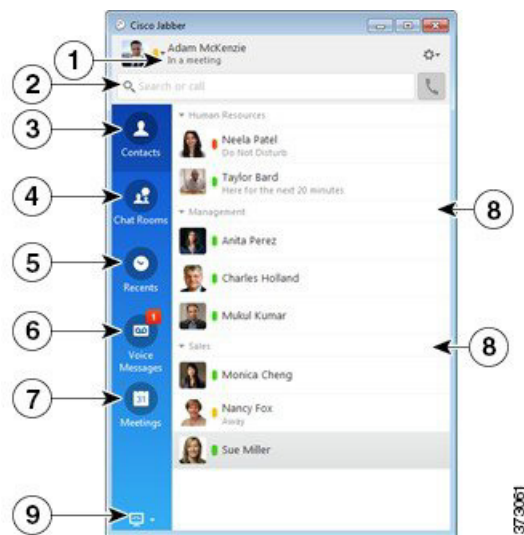 Cisco Jabber
1
Adam McKenzie
In a meeting
2
Search or call
3
Contacts
4
Chat Rooms
5
Recents
6
1
Voice
Messages
7
31
Meetings
9
Human Resources
Neela Patel
Do Not Disturb
Taylor Bard
Here for the next 20 minutes
Management
8
Anita Perez
Charles Holland
Mukul Kumar
Sales
8
Monica Cheng
Nancy Fox
Away
Sue Miller
373061